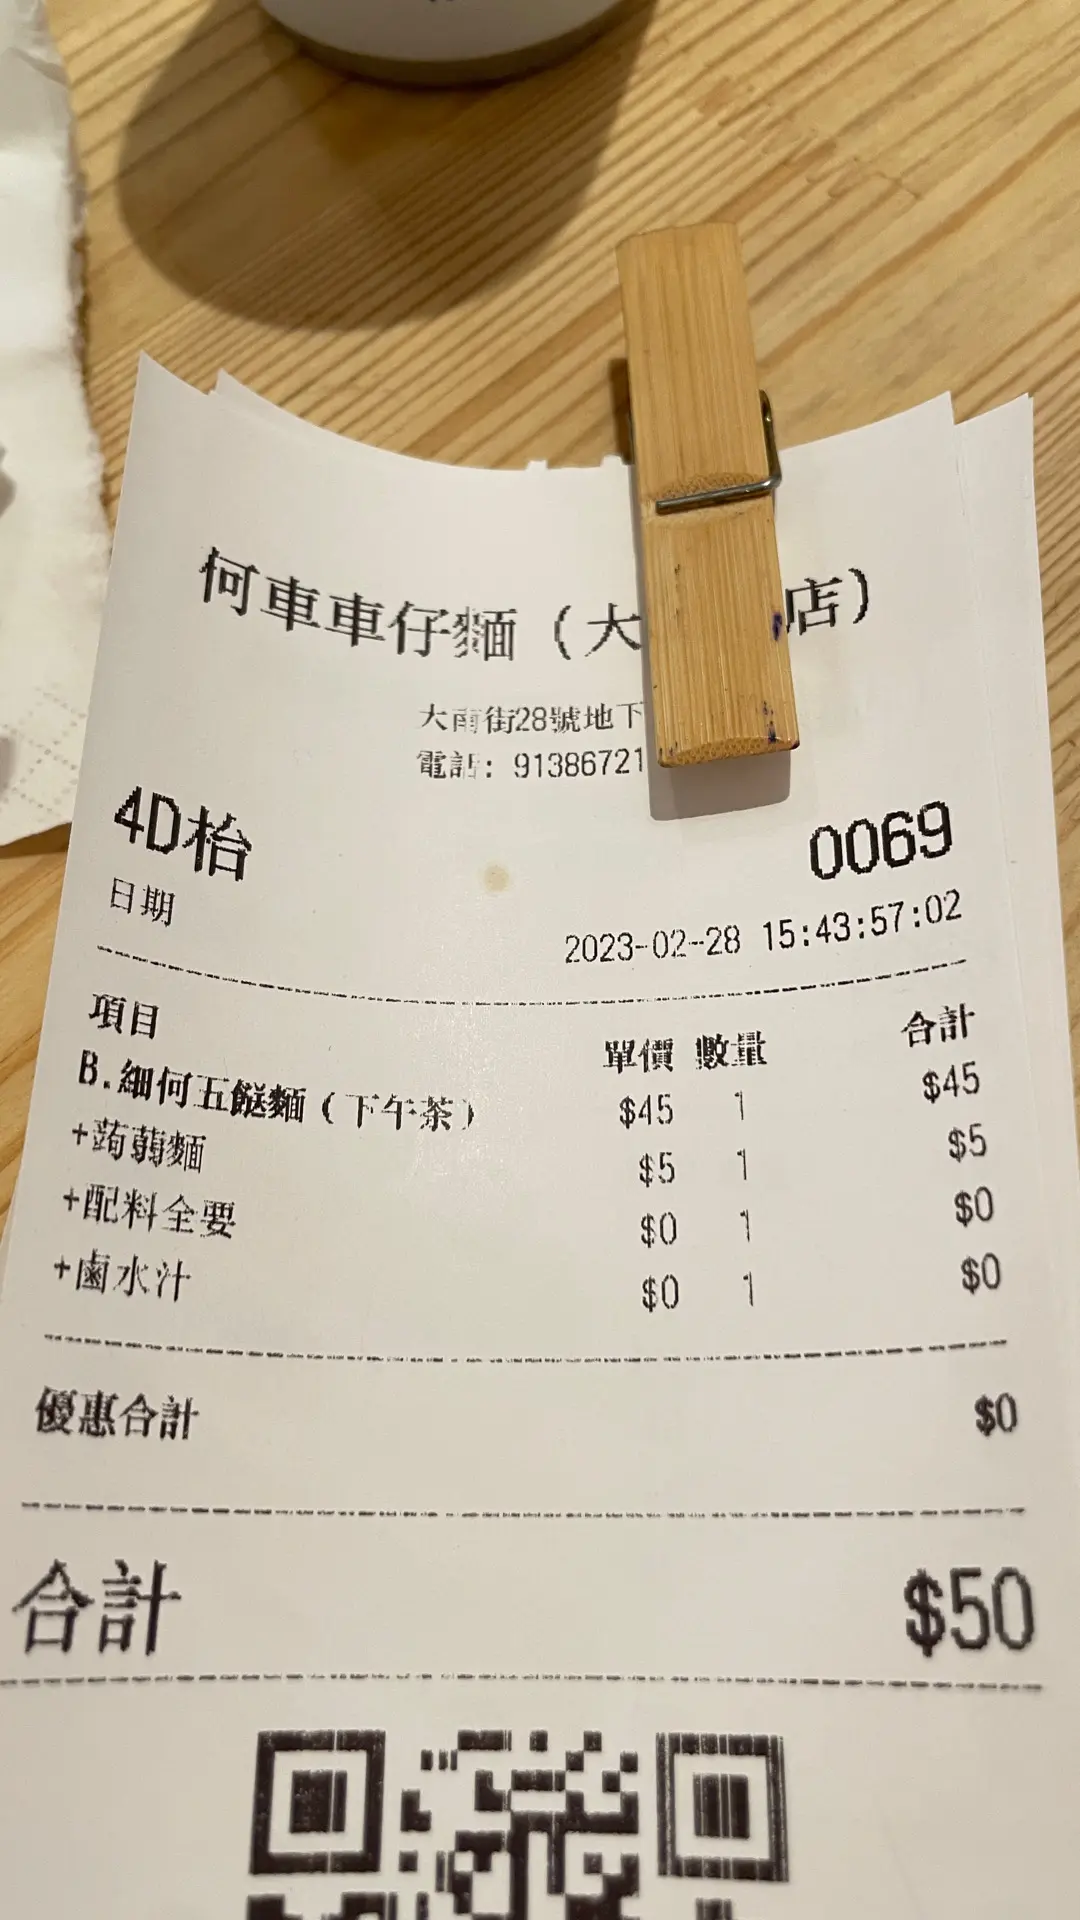 何車車仔麵（大 店）
大南街28號地下
電話: 91386721
4D枱 0069
日期 2023-02-28 15:43:57:02
項目 單價 數量 合計
B.細何五餸麵（下午茶） $45 1 $45
+蒟蒻麵 $5 1 $5
+配料全要 $0 1 $0
+鹵水汁 $0 1 $0
優惠合計 $0
合計 $50